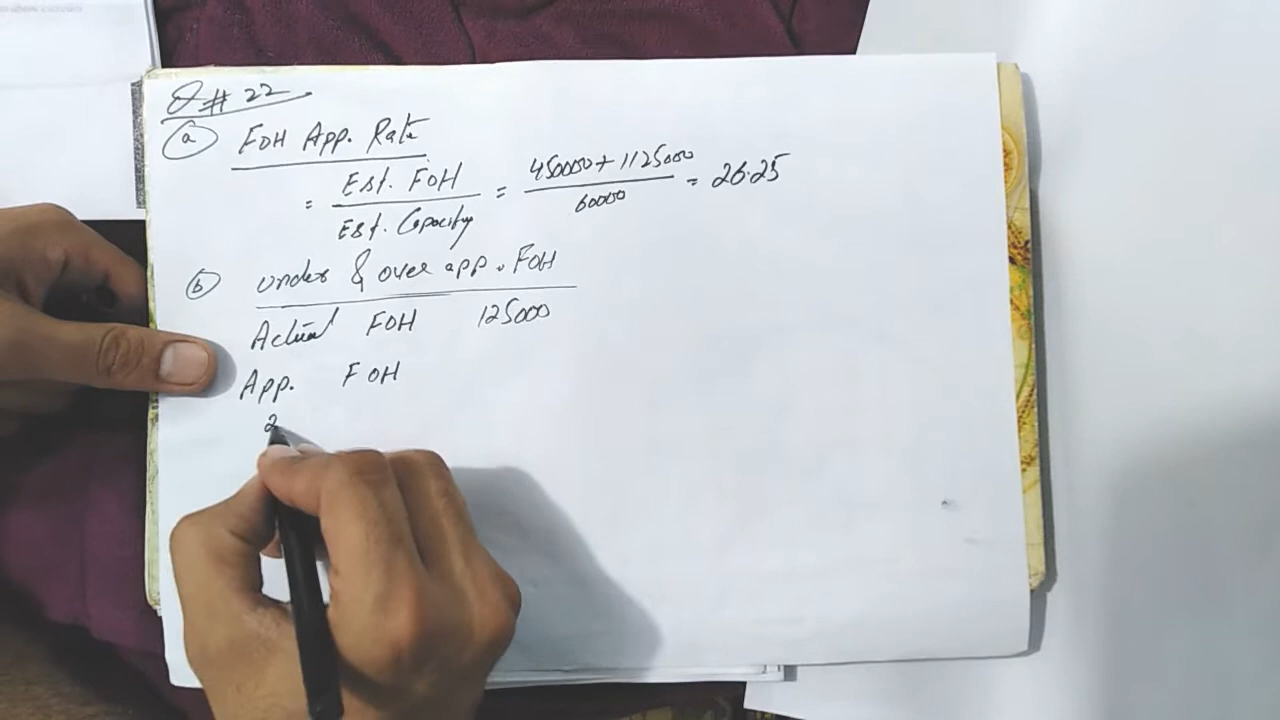 Q # 22
(a) FOH App. Rate
= Est. FOH / Est. Capacity = 450000 + 1125000 / 60000 = 26.25
(b) under & over app. FOH
Actual FOH 125000
App. FOH
2